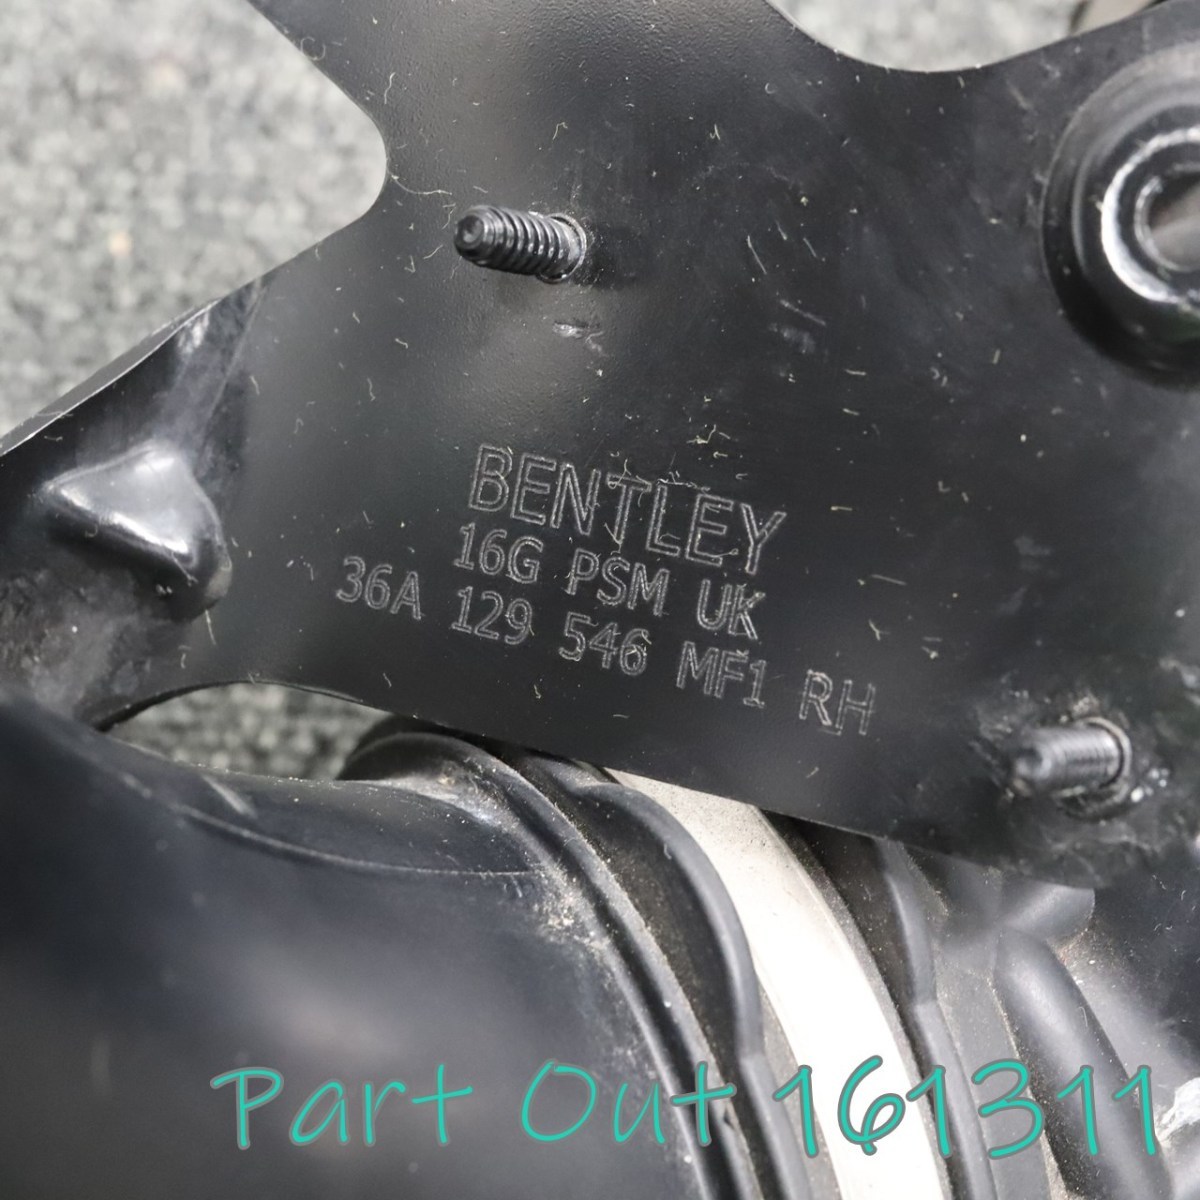 BENTLEY
16G PSM UK
36A 129 546 MF1 RH
Part Out 161311